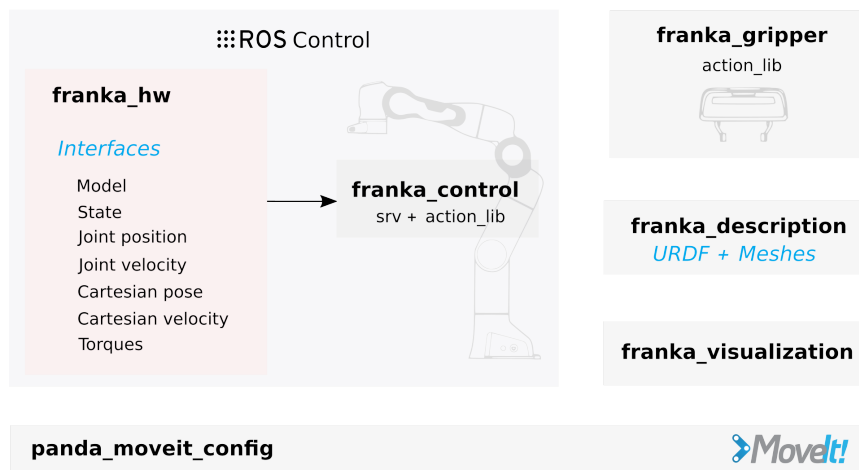 ROS Control
franka_hw
Interfaces
Model
State
Joint position
Joint velocity
Cartesian pose
Cartesian velocity
Torques
franka_control
srv + action_lib
franka_gripper
action_lib
franka_description
URDF + Meshes
franka_visualization
panda_moveit_config
MoveIt!